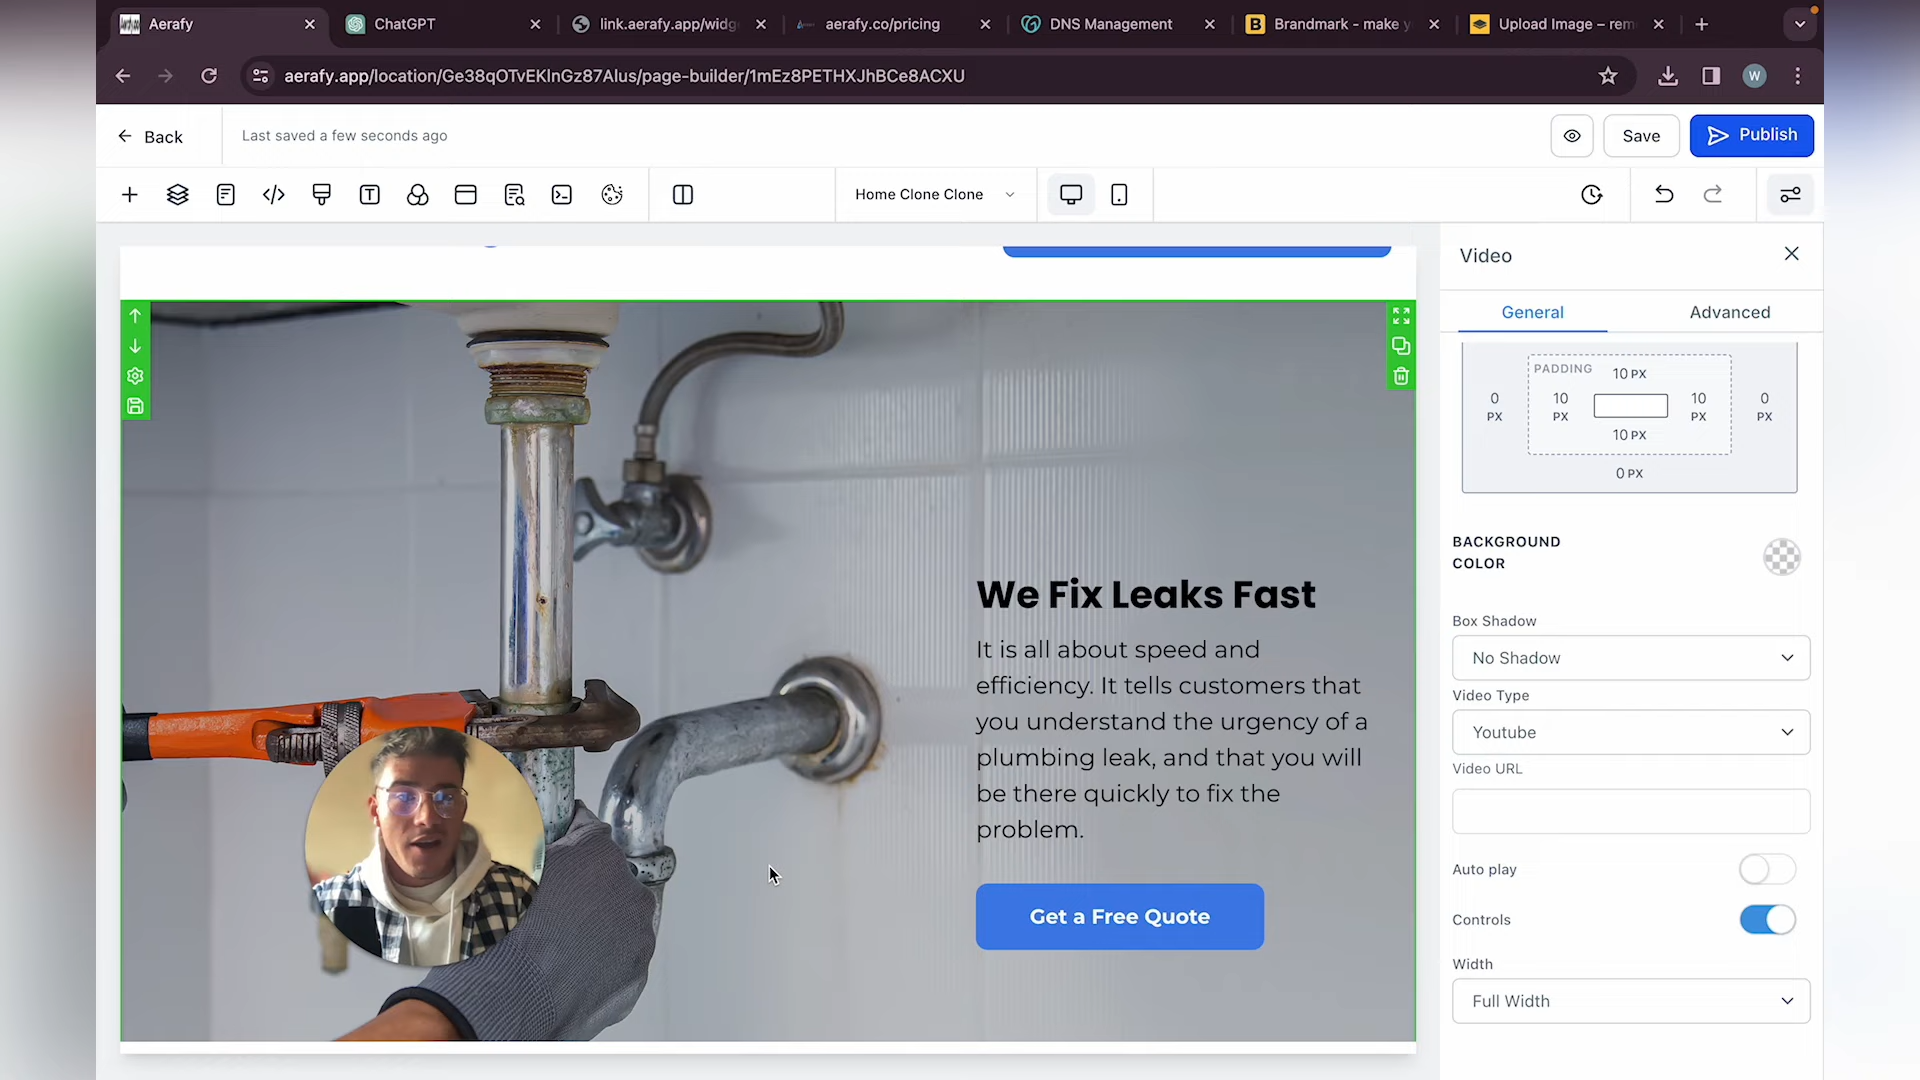 Aerafy
ChatGPT
link.aerafy.app/widg
aerafy.co/pricing
DNS Management
Brandmark - make y
Upload Image – rem
aerafy.app/location/Ge38qOTvEKlnGz87Alus/page-builder/1mEz8PETHXJhBCe8ACXU
W
Back
Last saved a few seconds ago
Save
Publish
Home Clone Clone
Video
General
Advanced
PADDING
10 PX
0 PX
10 PX
10 PX
0 PX
10 PX
0 PX
BACKGROUND
COLOR
Box Shadow
No Shadow
Video Type
Youtube
Video URL
Auto play
Controls
Width
Full Width
We Fix Leaks Fast
It is all about speed and
efficiency. It tells customers that
you understand the urgency of a
plumbing leak, and that you will
be there quickly to fix the
problem.
Get a Free Quote